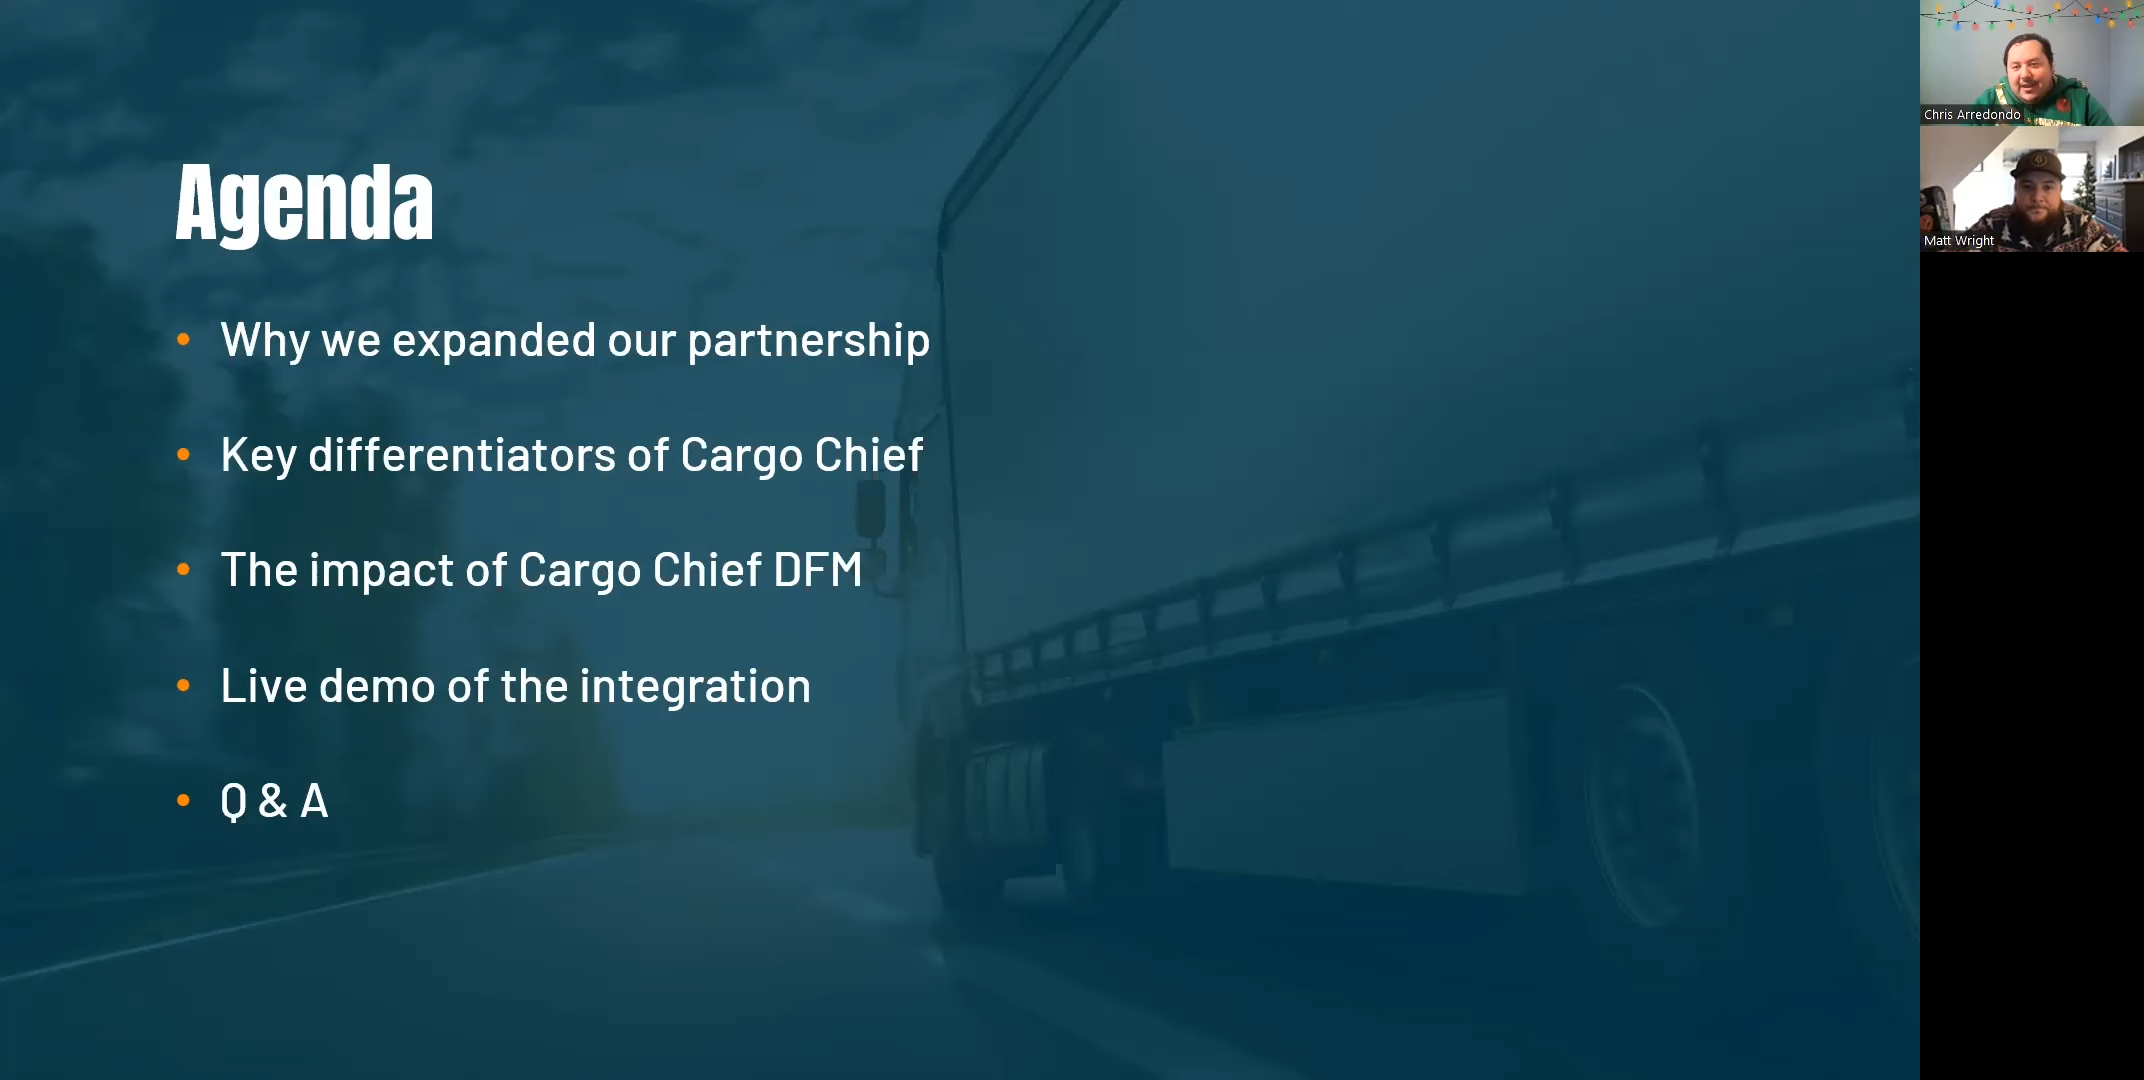 Agenda
Why we expanded our partnership
Key differentiators of Cargo Chief
The impact of Cargo Chief DFM
Live demo of the integration
Q & A
Chris Arredondo
Matt Wright